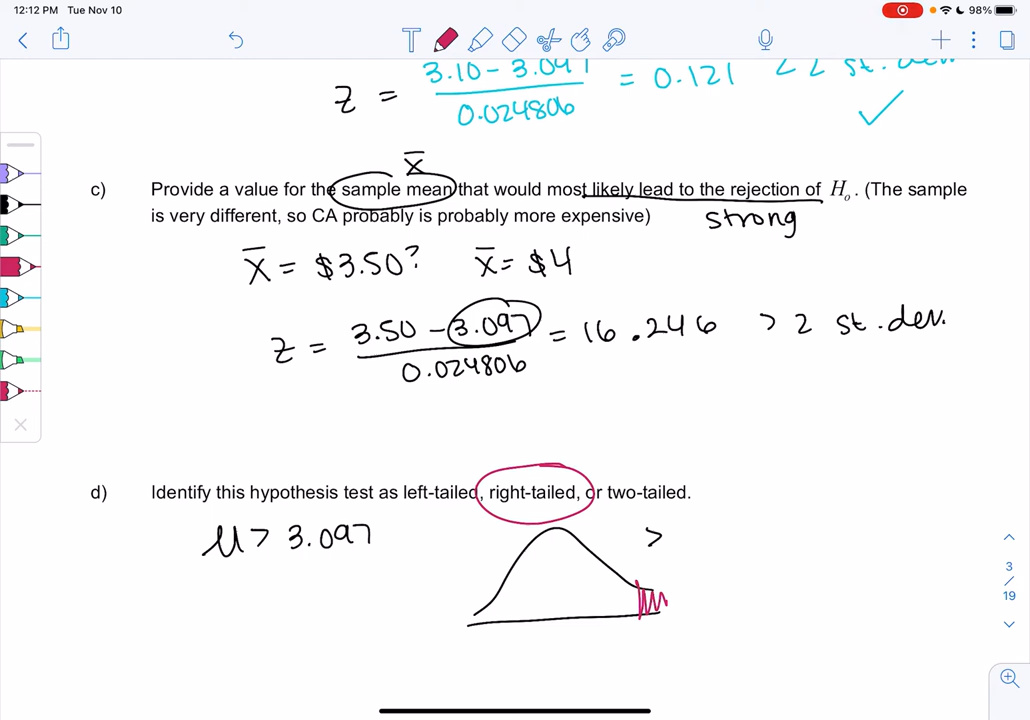 12:12 PM Tue Nov 10
98%
T
3.10 - 3.097
z = = 0.121 < 2 st. dev.
0.024806
x̄
c) Provide a value for the sample mean that would most likely lead to the rejection of Ho. (The sample
is very different, so CA probably is probably more expensive)
strong
x̄ = $3.50? x̄ = $4
3.50 - 3.097
z = = 16.246 > 2 st. dev.
0.024806
d) Identify this hypothesis test as left-tailed, right-tailed, or two-tailed.
μ > 3.097 >
3
/
19